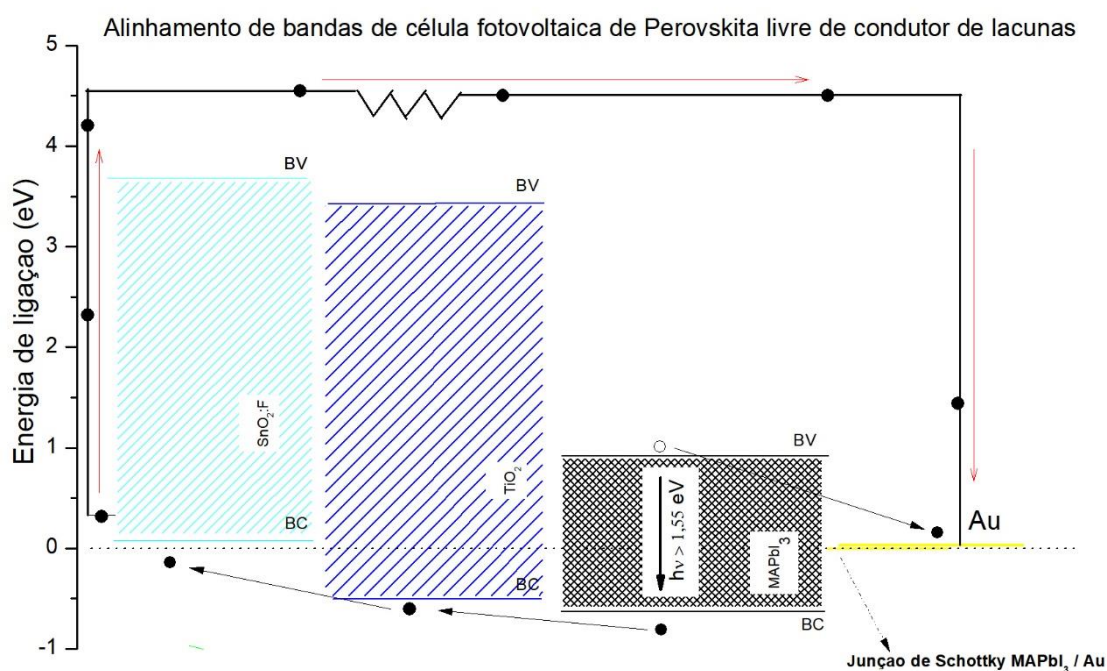 Alinhamento de bandas de célula fotovoltaica de Perovskita livre de condutor de lacunas
Energia de ligaçao (eV)
5
4
3
2
1
0
-1
BV
SnO₂:F
BC
BV
TiO₂
BC
BV
hν > 1,55 eV
MAPbI₃
BC
Au
Junçao de Schottky MAPbI₃ / Au